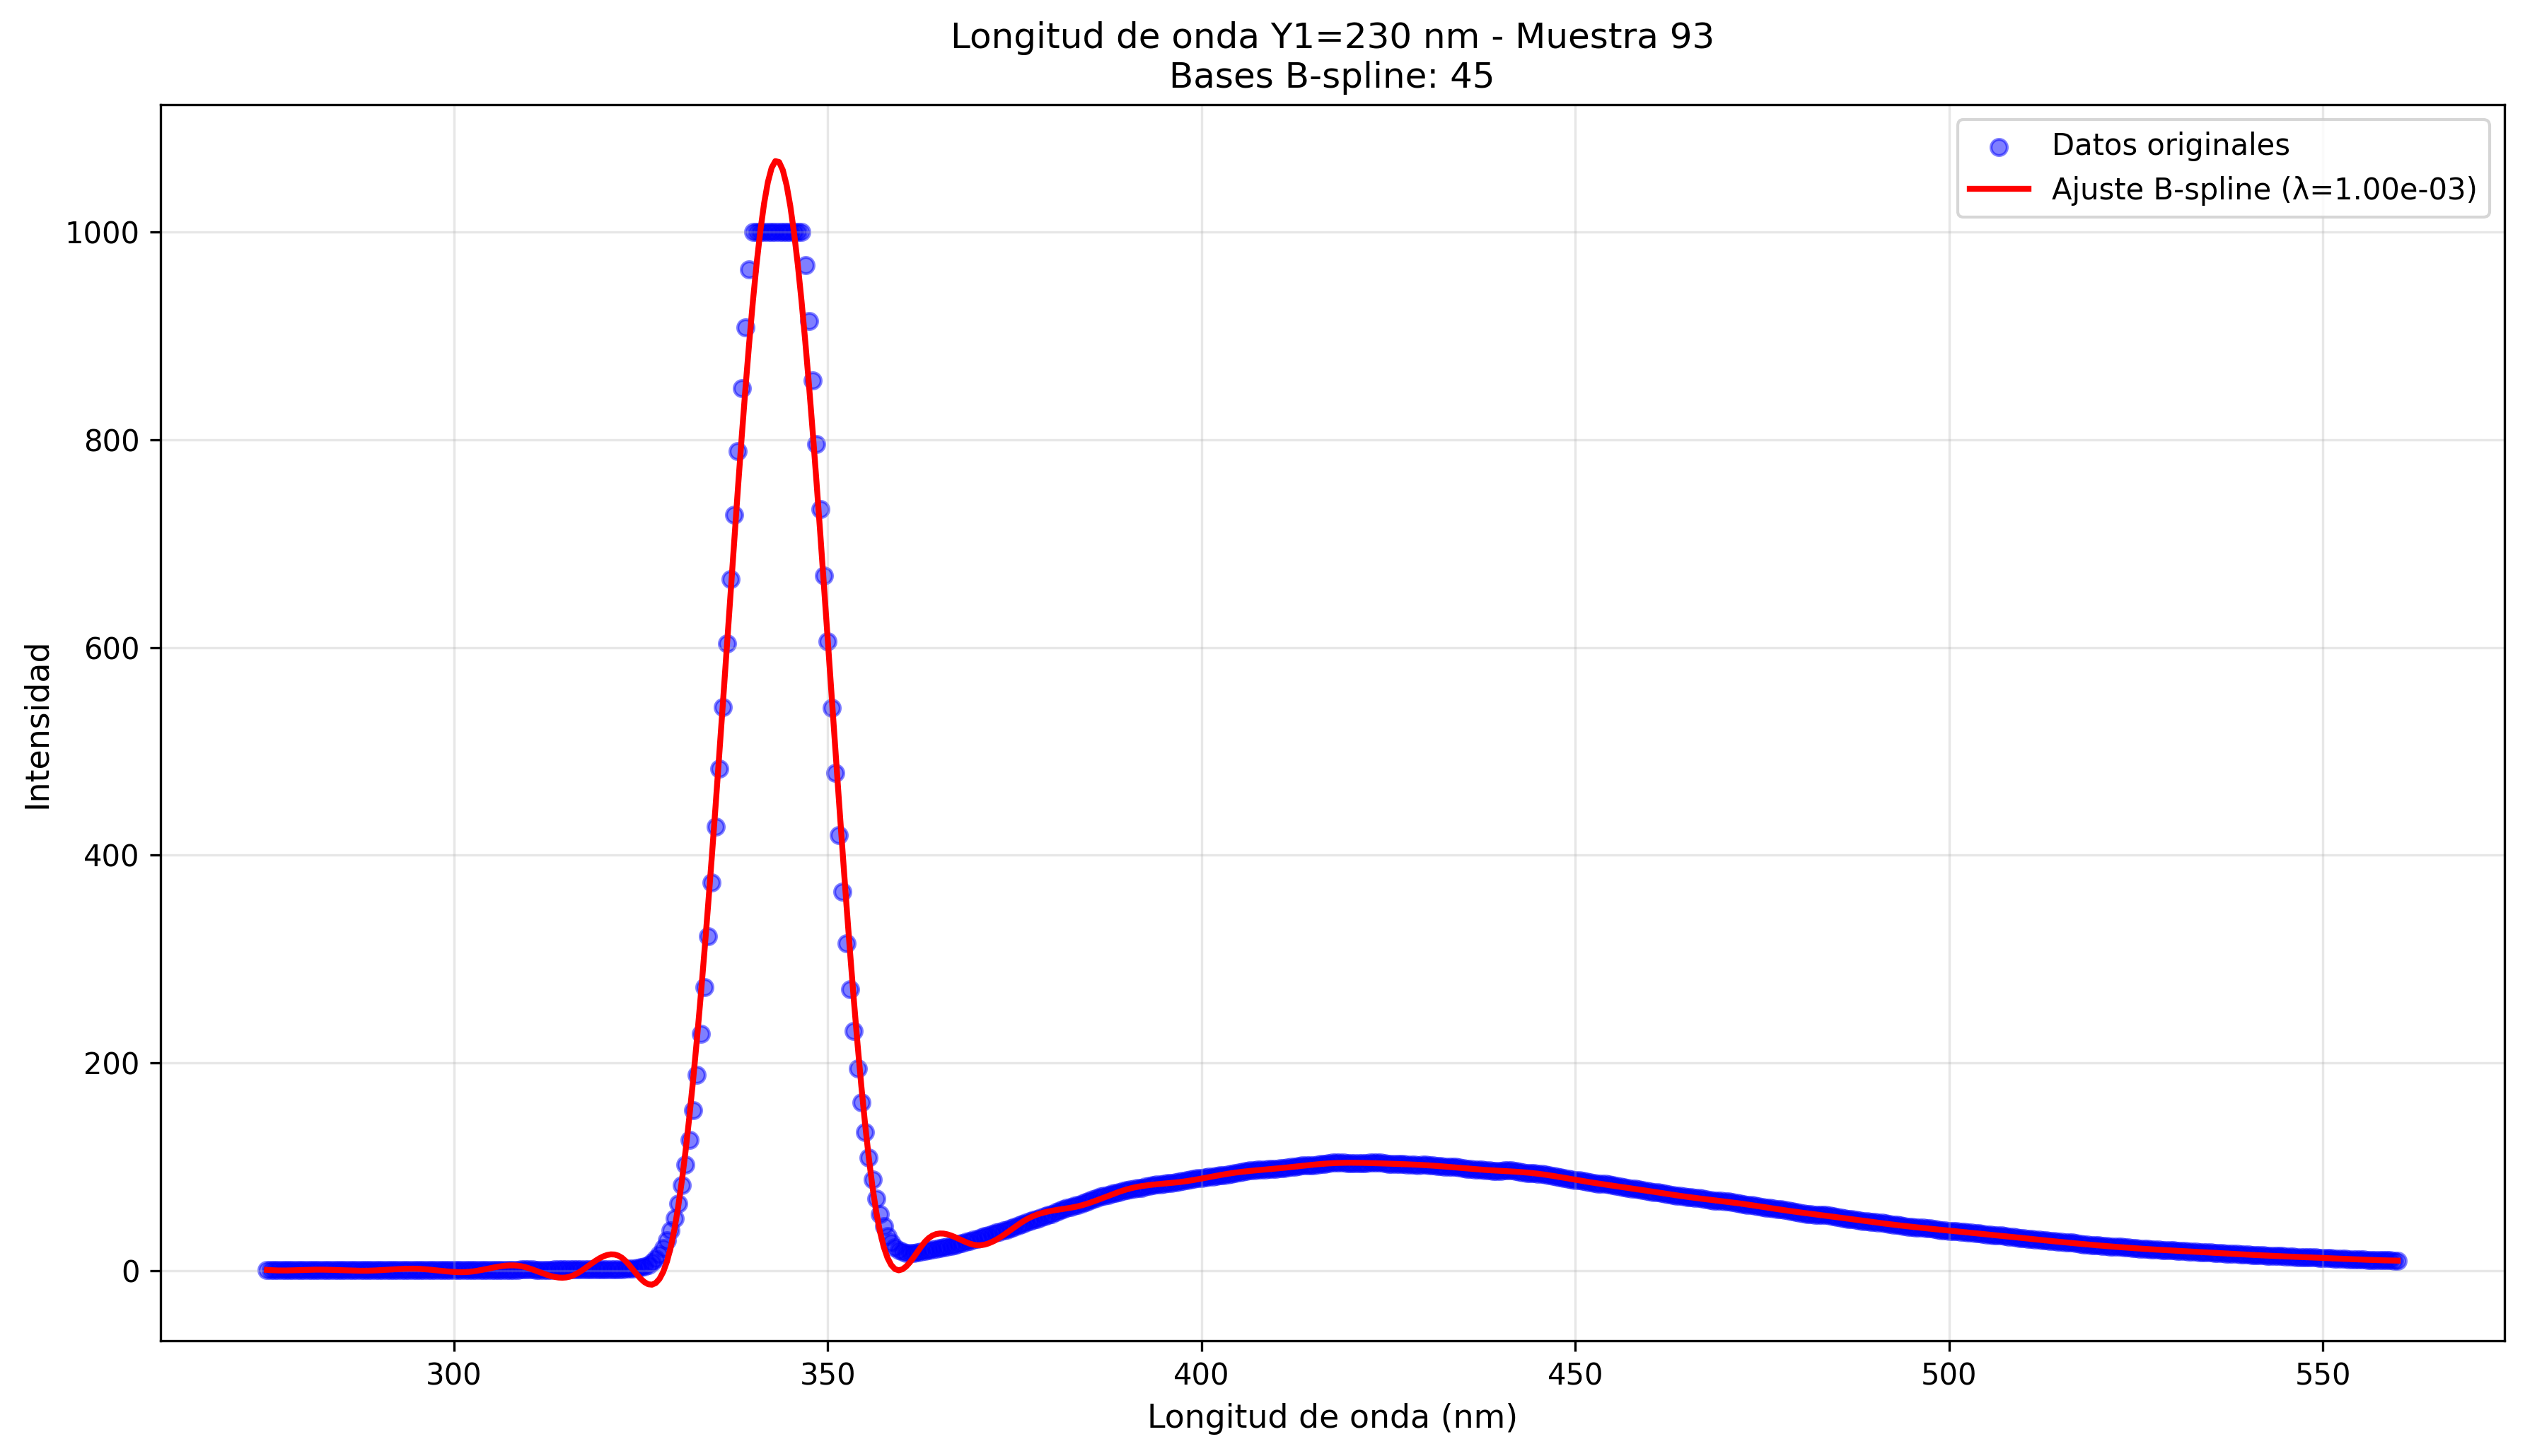 Longitud de onda Y1=230 nm - Muestra 93
Bases B-spline: 45
Datos originales
Ajuste B-spline (λ=1.00e-03)
1000
800
600
400
200
0
Intensidad
300
350
400
450
500
550
Longitud de onda (nm)